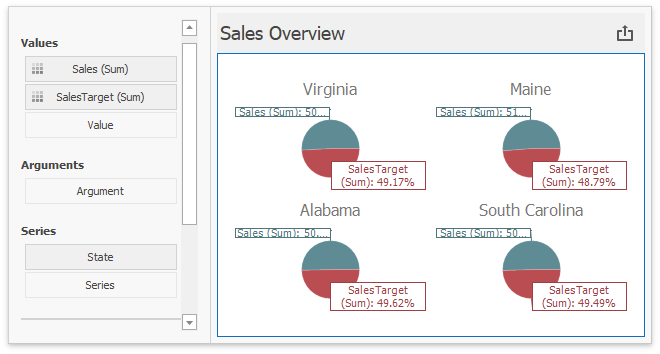 Values
Sales (Sum)
SalesTarget (Sum)
Value
Arguments
Argument
Series
State
Series
Sales Overview
Virginia
Sales (Sum): 50...
SalesTarget
(Sum): 49.17%
Maine
Sales (Sum): 51...
SalesTarget
(Sum): 48.79%
Alabama
Sales (Sum): 50...
SalesTarget
(Sum): 49.62%
South Carolina
Sales (Sum): 50...
SalesTarget
(Sum): 49.49%